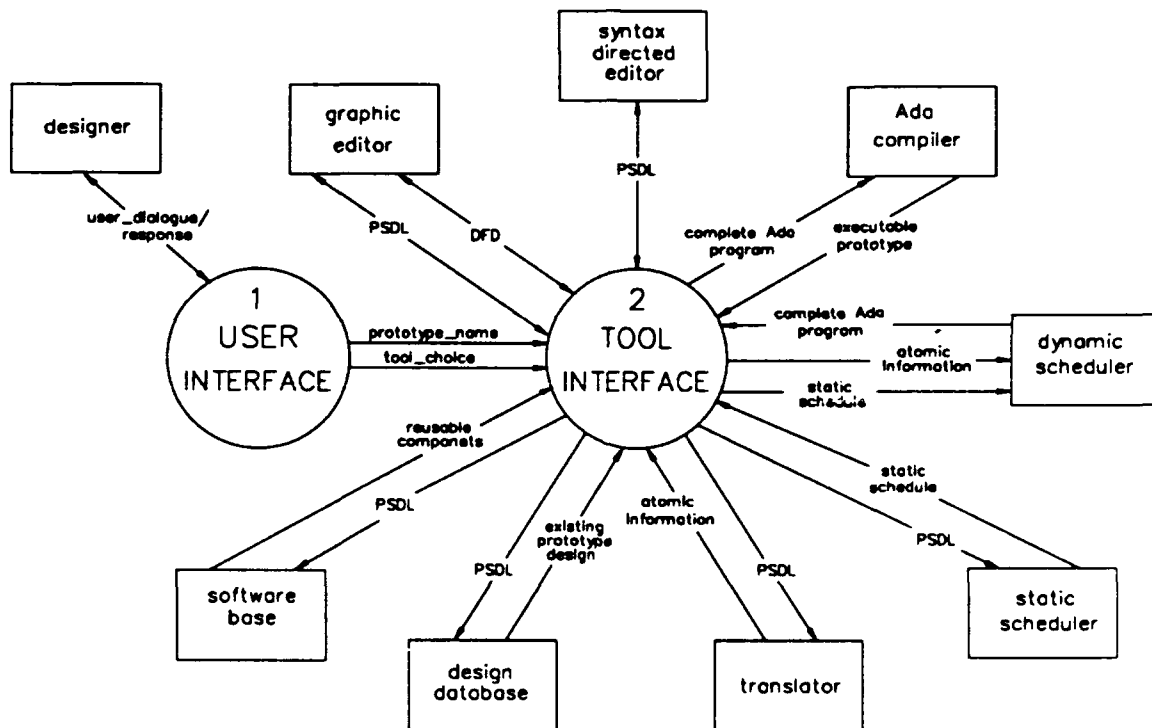 syntax
directed
editor
designer
graphic
editor
Ada
compiler
PSDL
user_dialogue/
response
PSDL
DFD
complete Ada
program
executable
prototype
1
USER
INTERFACE
prototype_name
tool_choice
2
TOOL
INTERFACE
complete Ada
program
atomic
information
static
schedule
dynamic
scheduler
reusable
componets
PSDL
existing
prototype
design
PSDL
atomic
information
PSDL
static
schedule
PSDL
software
base
design
database
translator
static
scheduler